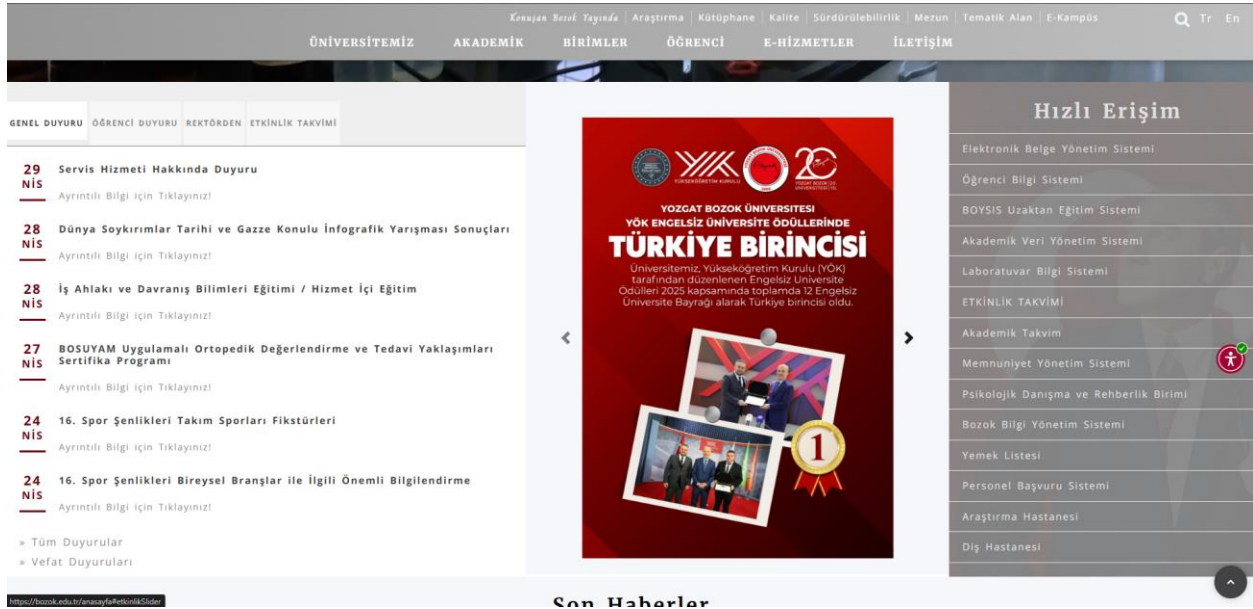 Konuşan Bozok Yayında Araştırma Kütüphane Kalite Sürdürülebilirlik Mezun Tematik Alan E-Kampüs Tr En
ÜNİVERSİTEMİZ AKADEMİK BİRİMLER ÖĞRENCİ E-HİZMETLER İLETİŞİM
GENEL DUYURU ÖĞRENCİ DUYURU REKTÖRDEN ETKİNLİK TAKVİMİ
29 NİS
Servis Hizmeti Hakkında Duyuru
Ayrıntılı Bilgi için Tıklayınız!
28 NİS
Dünya Soykırımlar Tarihi ve Gazze Konulu İnfografik Yarışması Sonuçları
Ayrıntılı Bilgi için Tıklayınız!
28 NİS
İş Ahlakı ve Davranış Bilimleri Eğitimi / Hizmet İçi Eğitim
Ayrıntılı Bilgi için Tıklayınız!
27 NİS
BOSUYAM Uygulamalı Ortopedik Değerlendirme ve Tedavi Yaklaşımları
Sertifika Programı
Ayrıntılı Bilgi için Tıklayınız!
24 NİS
16. Spor Şenlikleri Takım Sporları Fikstürleri
Ayrıntılı Bilgi için Tıklayınız!
24 NİS
16. Spor Şenlikleri Bireysel Branşlar ile İlgili Önemli Bilgilendirme
Ayrıntılı Bilgi için Tıklayınız!
» Tüm Duyurular
» Vefat Duyuruları
YÜKSEKÖĞRETİM KURULU
YOZGAT BOZOK ÜNİVERSITESI
YÖK ENGELSİZ ÜNİVERSİTE ÖDÜLLERİNDE
TÜRKİYE BİRİNCİSİ
Üniversitemiz, Yükseköğretim Kurulu (YÖK)
tarafından düzenlenen Engelsiz Üniversite
Ödülleri 2025 kapsamında toplamda 12 Engelsiz
Üniversite Bayrağı alarak Türkiye birincisi oldu.
1
Hızlı Erişim
Elektronik Belge Yönetim Sistemi
Öğrenci Bilgi Sistemi
BOYSIS Uzaktan Eğitim Sistemi
Akademik Veri Yönetim Sistemi
Laboratuvar Bilgi Sistemi
ETKİNLİK TAKVİMİ
Akademik Takvim
Memnuniyet Yönetim Sistemi
Psikolojik Danışma ve Rehberlik Birimi
Bozok Bilgi Yönetim Sistemi
Yemek Listesi
Personel Başvuru Sistemi
Araştırma Hastanesi
Diş Hastanesi
Son Haberler
https://bozok.edu.tr/anasayfa#etkinlikSlider